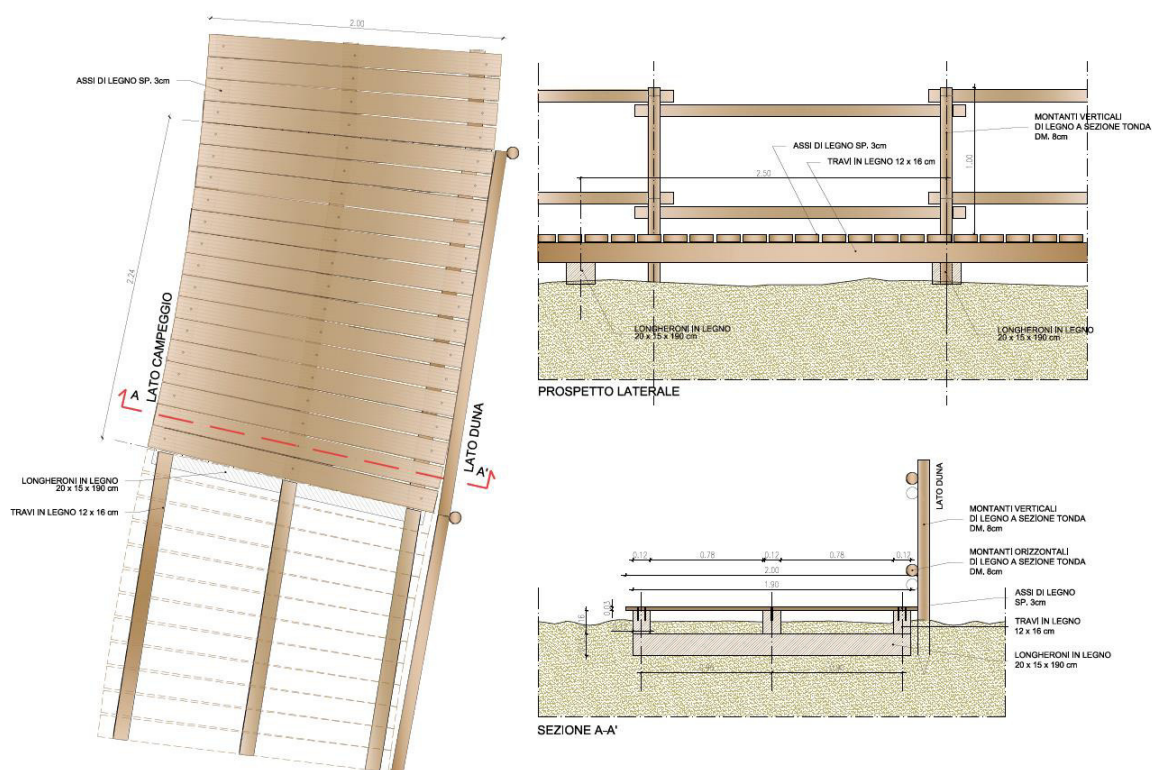 2.00
ASSI DI LEGNO SP. 3cm
2.24
LATO CAMPEGGIO
A
LATO DUNA
A'
LONGHERONI IN LEGNO
20 x 15 x 190 cm
TRAVI IN LEGNO 12 x 16 cm
MONTANTI VERTICALI
DI LEGNO A SEZIONE TONDA
DM. 8cm
ASSI DI LEGNO SP. 3cm
TRAVI IN LEGNO 12 x 16 cm
1.00
2.50
LONGHERONI IN LEGNO
20 x 15 x 190 cm
LONGHERONI IN LEGNO
20 x 15 x 190 cm
PROSPETTO LATERALE
LATO DUNA
MONTANTI VERTICALI
DI LEGNO A SEZIONE TONDA
DM. 8cm
0.12
0.78
0.12
0.78
0.12
MONTANTI ORIZZONTALI
DI LEGNO A SEZIONE TONDA
DM. 8cm
2.00
1.90
ASSI DI LEGNO
SP. 3cm
0.03
TRAVI IN LEGNO
12 x 16 cm
LONGHERONI IN LEGNO
20 x 15 x 190 cm
SEZIONE A-A'